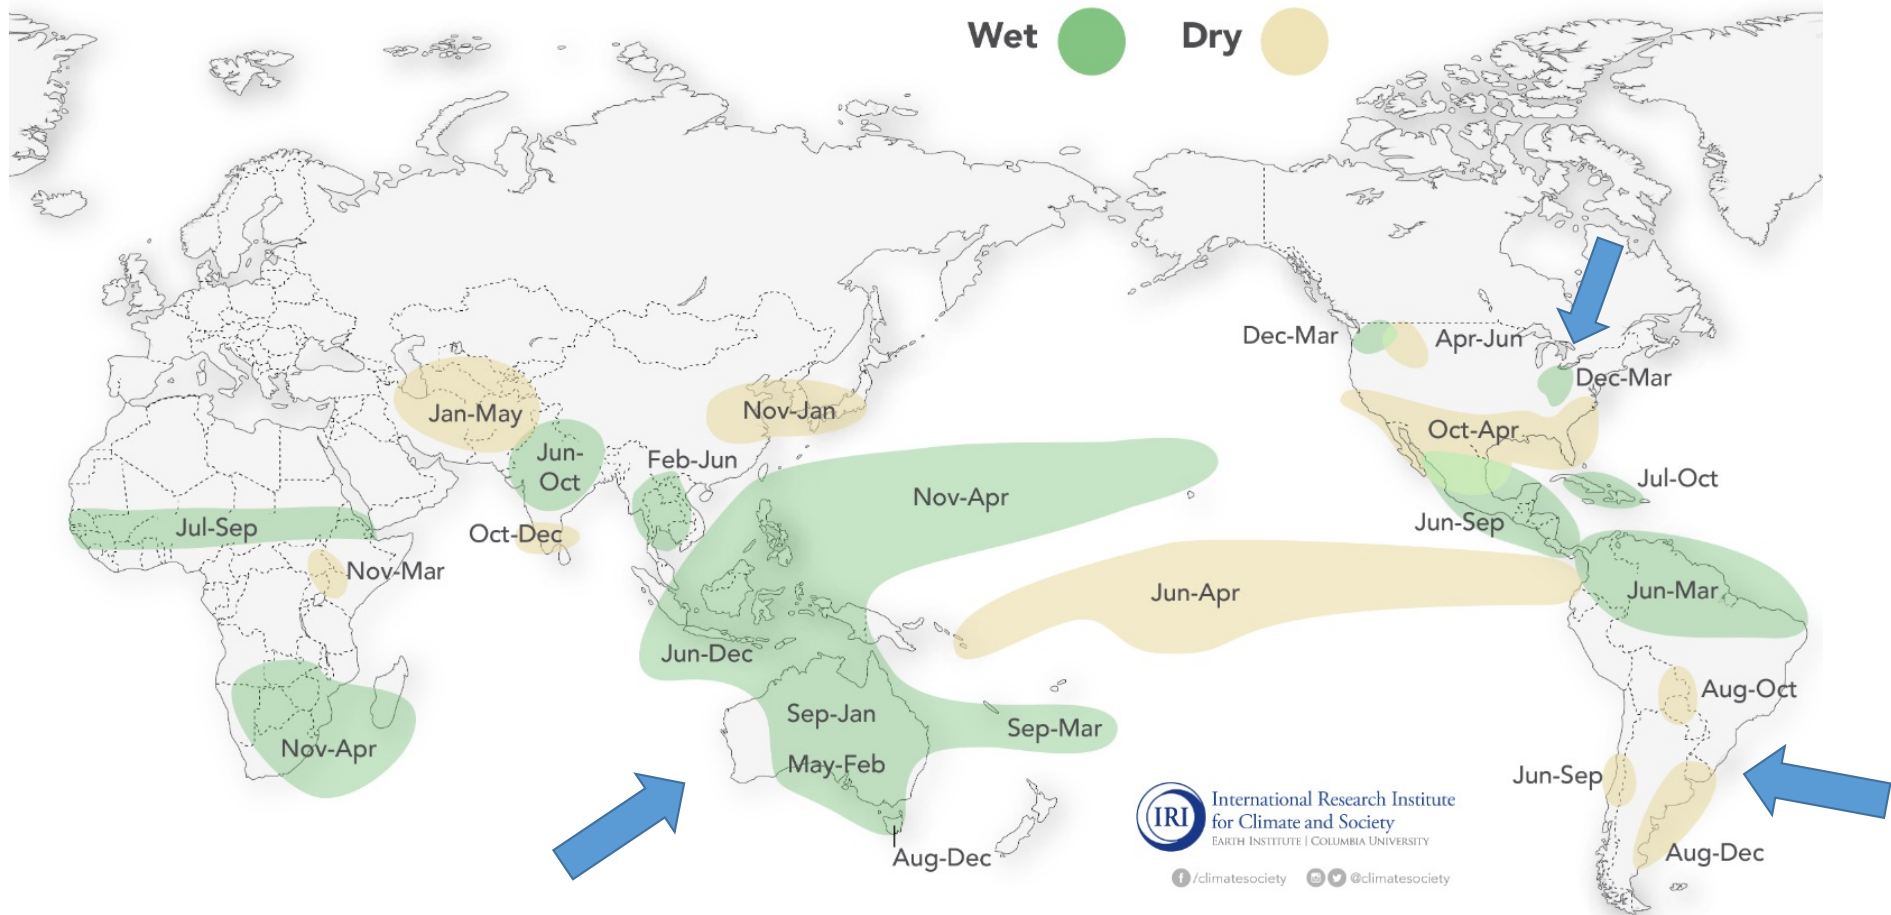 Wet
Dry
Dec-Mar
Apr-Jun
Dec-Mar
Jan-May
Nov-Jan
Oct-Apr
Jun-
Oct
Feb-Jun
Nov-Apr
Jul-Oct
Jul-Sep
Oct-Dec
Jun-Sep
Nov-Mar
Jun-Apr
Jun-Mar
Jun-Dec
Aug-Oct
Sep-Jan
Sep-Mar
Nov-Apr
May-Feb
Jun-Sep
Aug-Dec
Aug-Dec
IRI
International Research Institute
for Climate and Society
EARTH INSTITUTE | COLUMBIA UNIVERSITY
f /climatesociety
@climatesociety